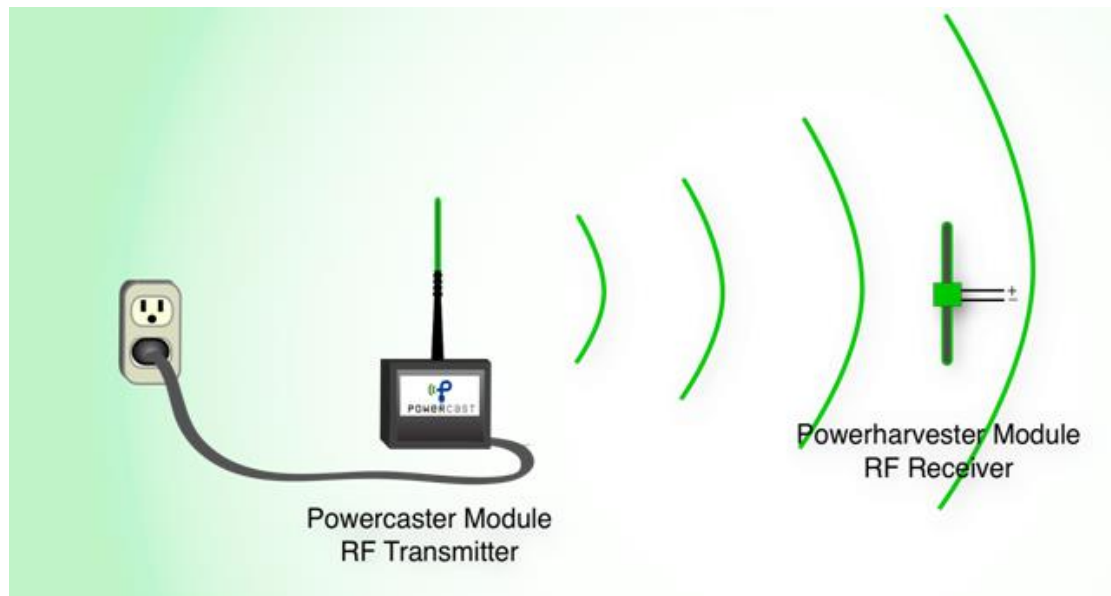 POWERCAST
+
−
Powerharvester Module
RF Receiver
Powercaster Module
RF Transmitter